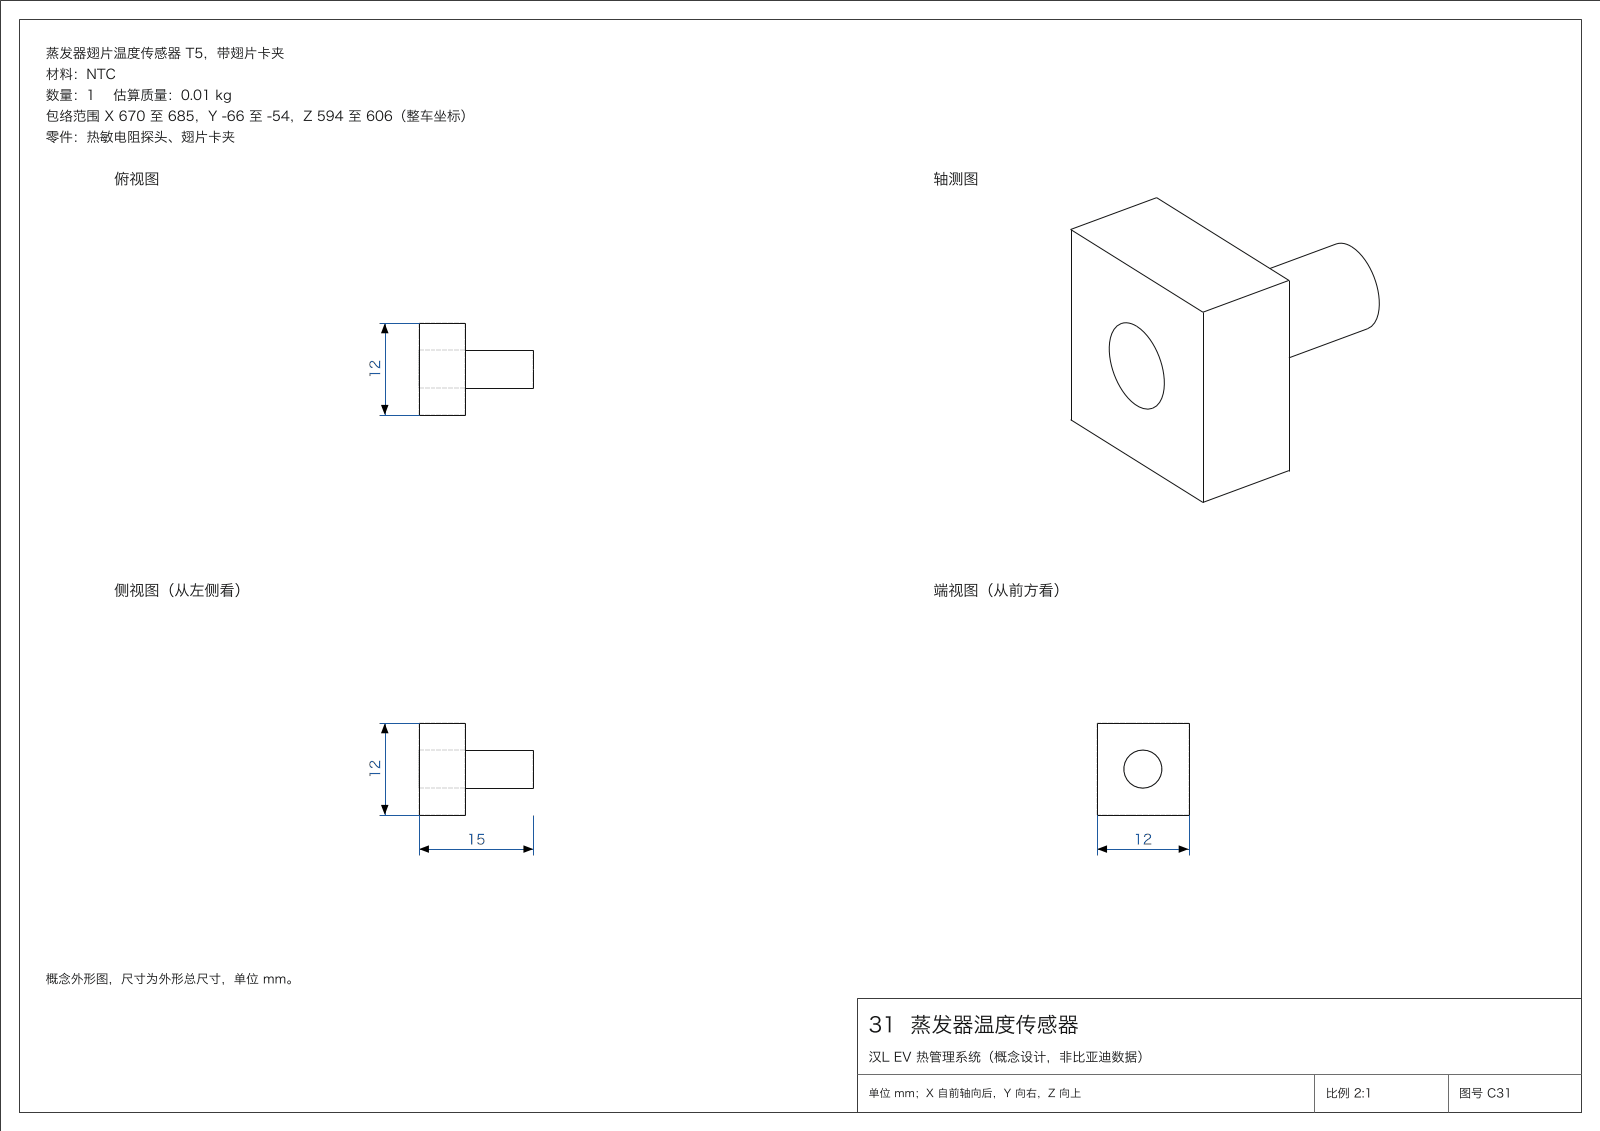 蒸发器翅片温度传感器 T5，带翅片卡夹
材料：NTC
数量：1 估算质量：0.01 kg
包络范围 X 670 至 685，Y -66 至 -54，Z 594 至 606（整车坐标）
零件：热敏电阻探头、翅片卡夹
俯视图
轴测图
12
侧视图（从左侧看）
端视图（从前方看）
12
15
12
概念外形图，尺寸为外形总尺寸，单位 mm。
31 蒸发器温度传感器
汉L EV 热管理系统（概念设计，非比亚迪数据）
单位 mm；X 自前轴向后，Y 向右，Z 向上
比例 2:1
图号 C31